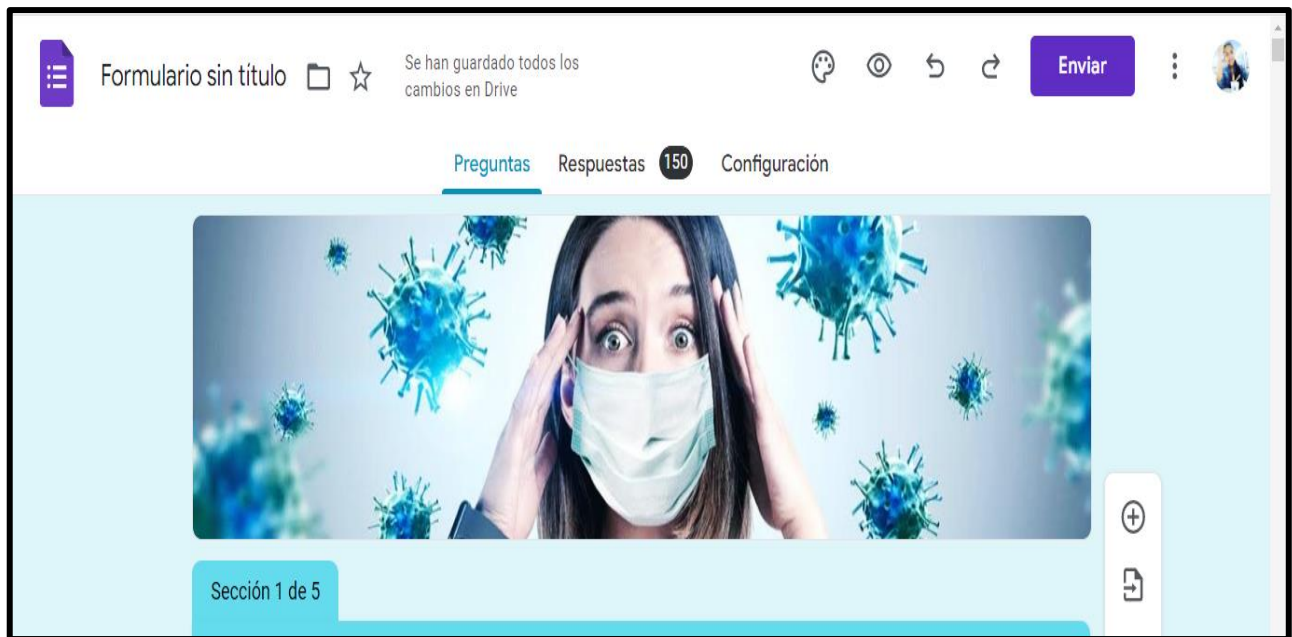 Formulario sin título
Se han guardado todos los
cambios en Drive
Enviar
Preguntas
Respuestas 150
Configuración
Sección 1 de 5